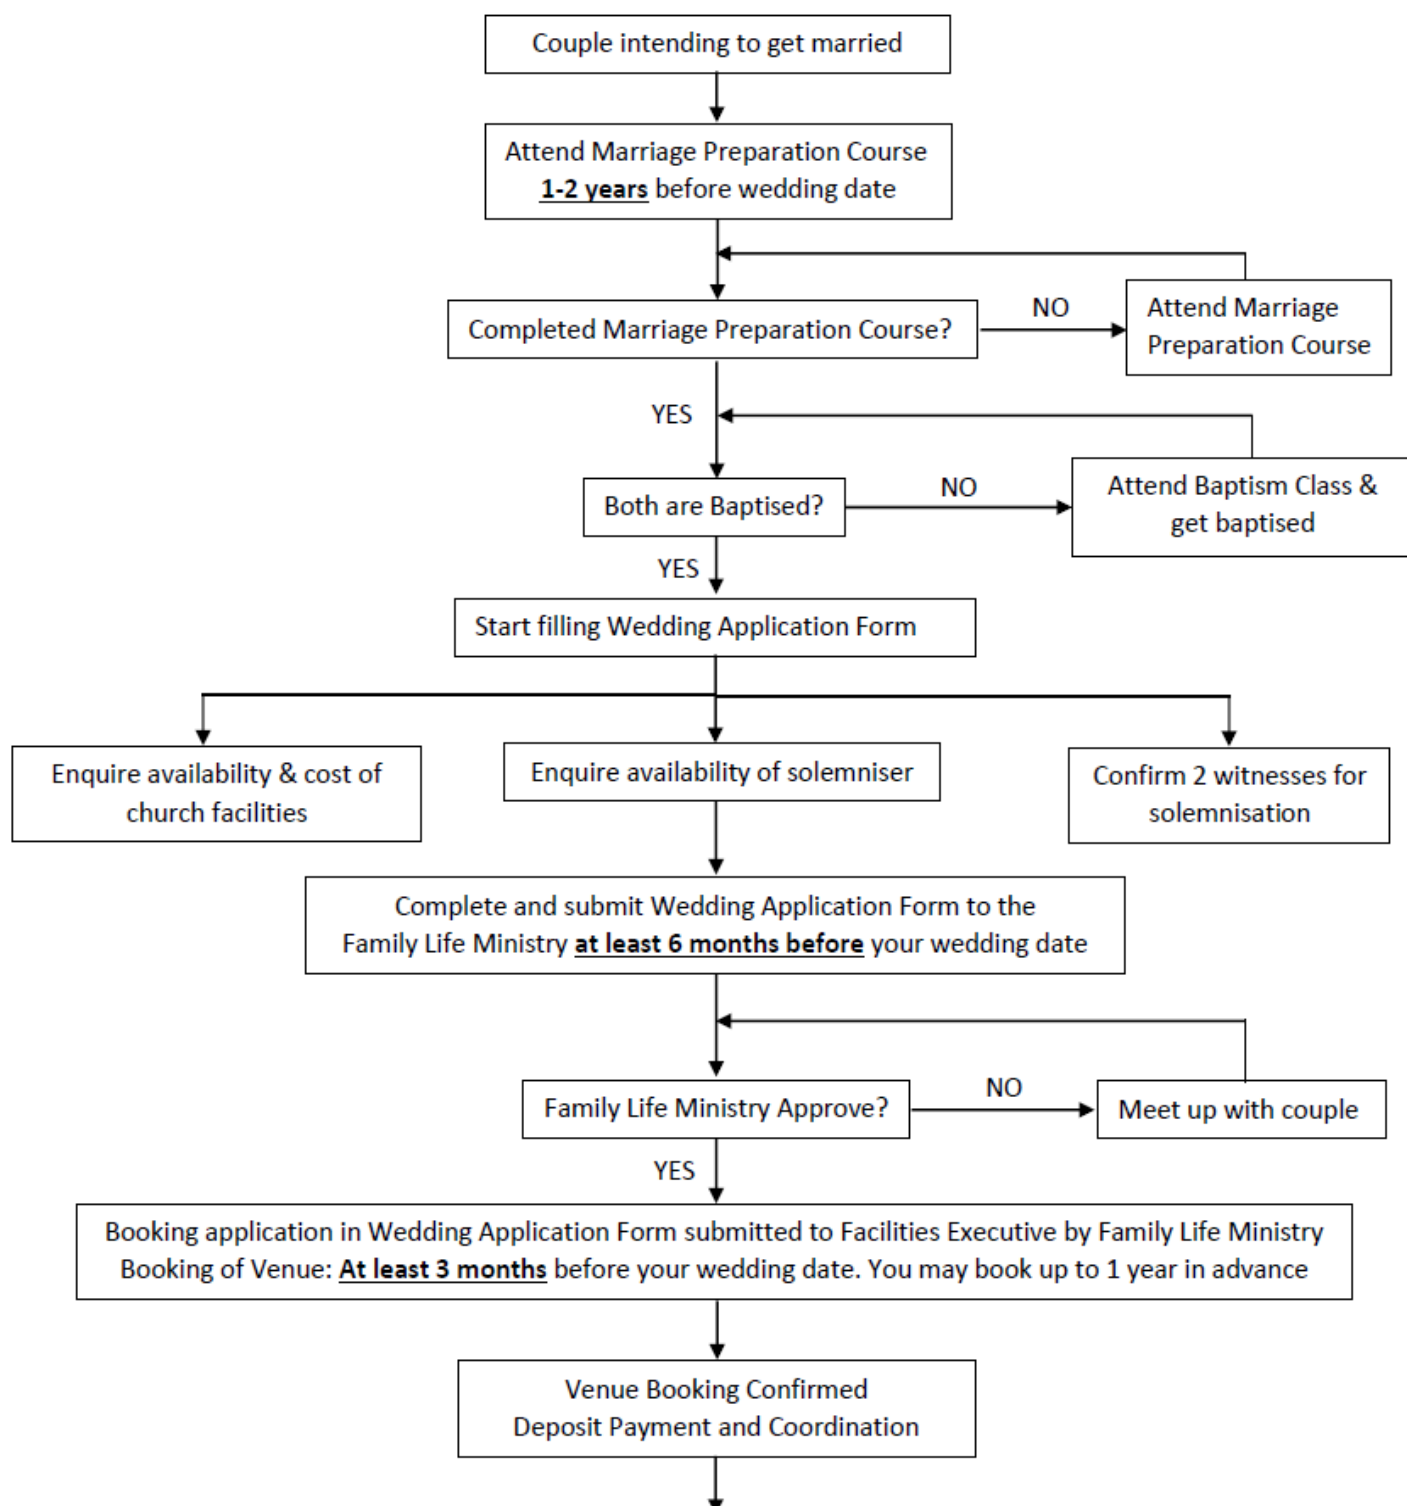 Couple intending to get married
Attend Marriage Preparation Course
1-2 years before wedding date
Completed Marriage Preparation Course?
NO
Attend Marriage
Preparation Course
YES
Both are Baptised?
NO
Attend Baptism Class &
get baptised
YES
Start filling Wedding Application Form
Enquire availability & cost of
church facilities
Enquire availability of solemniser
Confirm 2 witnesses for
solemnisation
Complete and submit Wedding Application Form to the
Family Life Ministry at least 6 months before your wedding date
Family Life Ministry Approve?
NO
Meet up with couple
YES
Booking application in Wedding Application Form submitted to Facilities Executive by Family Life Ministry
Booking of Venue: At least 3 months before your wedding date. You may book up to 1 year in advance
Venue Booking Confirmed
Deposit Payment and Coordination